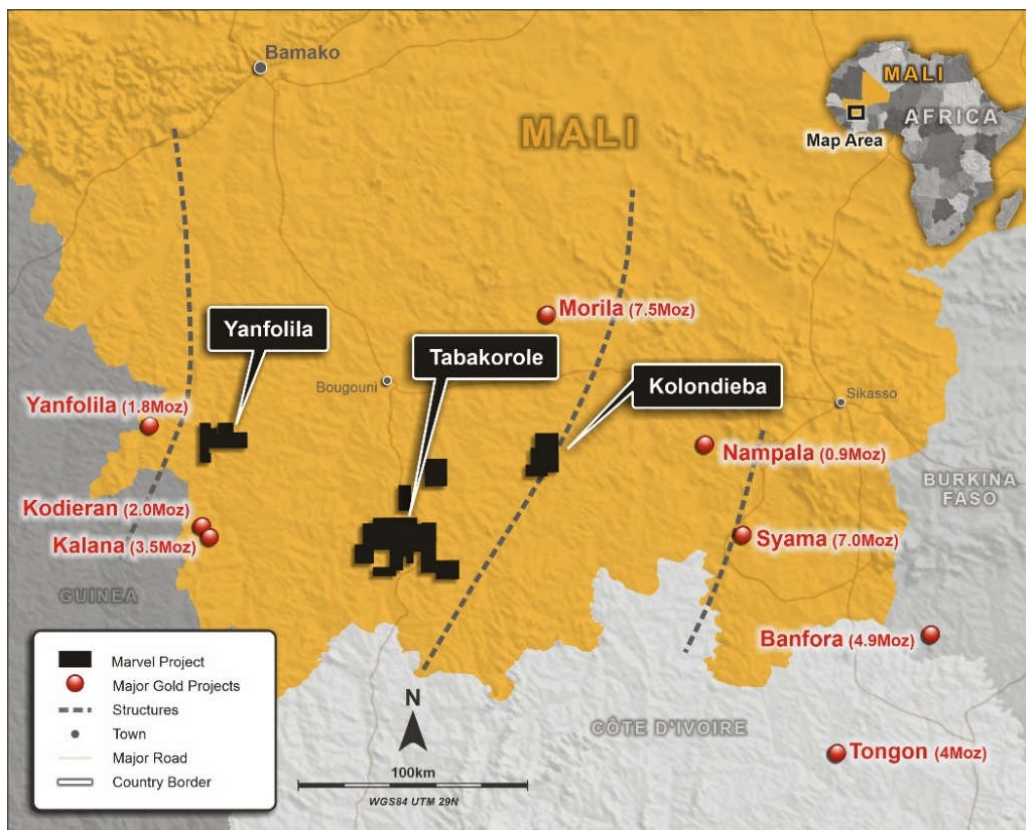 Bamako
MALI
MALI
AFRICA
Map Area
Morila (7.5Moz)
Yanfolila
Tabakorole
Kolondieba
Bougouni
Sikasso
Yanfolila (1.8Moz)
Nampala (0.9Moz)
BURKINA
FASO
Kodieran (2.0Moz)
Kalana (3.5Moz)
Syama (7.0Moz)
GUINEA
Banfora (4.9Moz)
Marvel Project
Major Gold Projects
Structures
Town
Major Road
Country Border
N
CÔTE D'IVOIRE
Tongon (4Moz)
100km
WGS84 UTM 29N